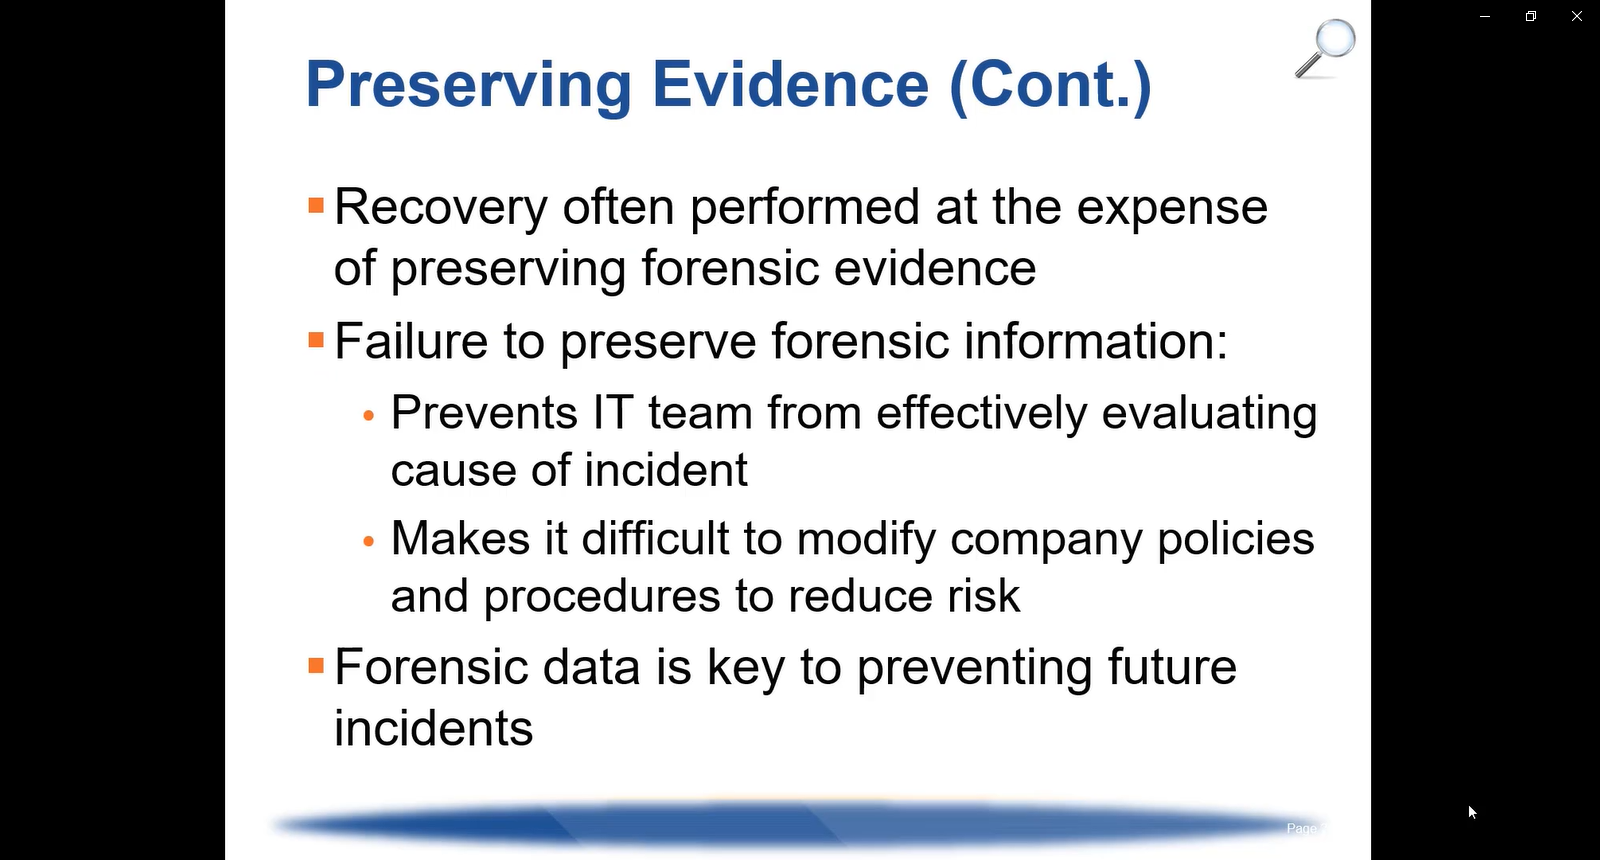 Preserving Evidence (Cont.)
Recovery often performed at the expense
of preserving forensic evidence
Failure to preserve forensic information:
Prevents IT team from effectively evaluating
cause of incident
Makes it difficult to modify company policies
and procedures to reduce risk
Forensic data is key to preventing future
incidents
Page